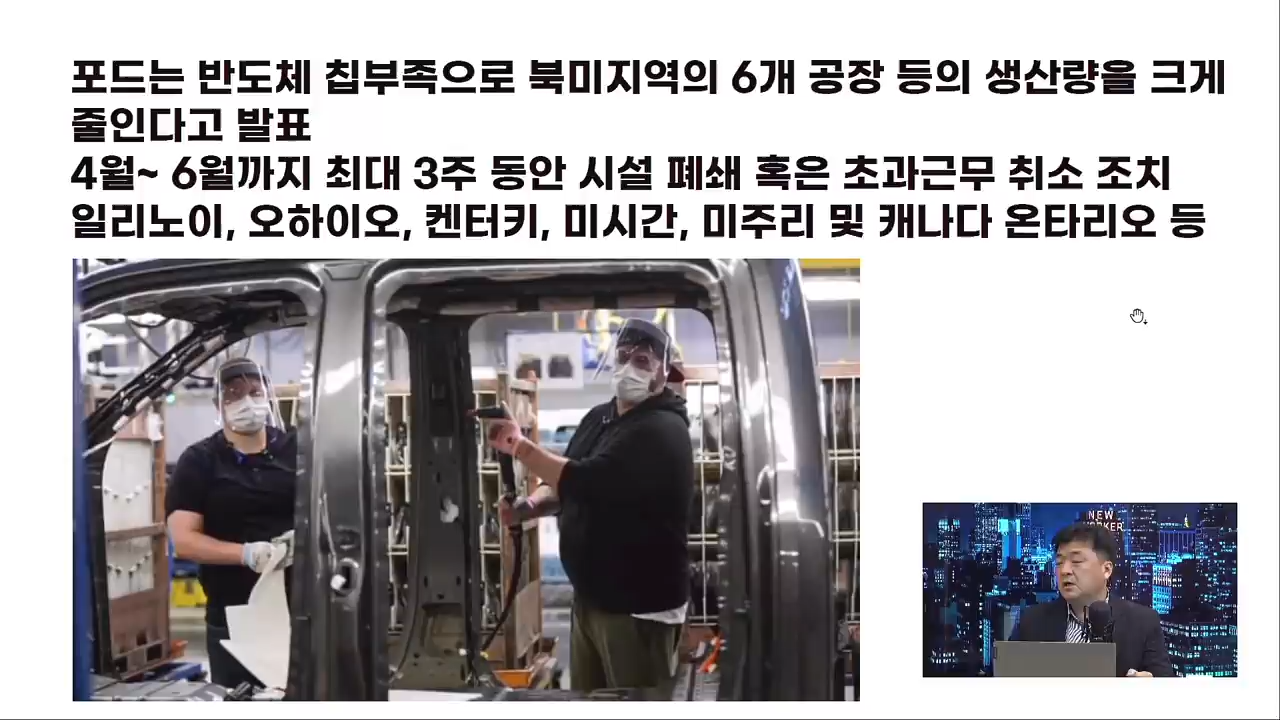 포드는 반도체 칩부족으로 북미지역의 6개 공장 등의 생산량을 크게
줄인다고 발표
4월~ 6월까지 최대 3주 동안 시설 폐쇄 혹은 초과근무 취소 조치
일리노이, 오하이오, 켄터키, 미시간, 미주리 및 캐나다 온타리오 등
NEW